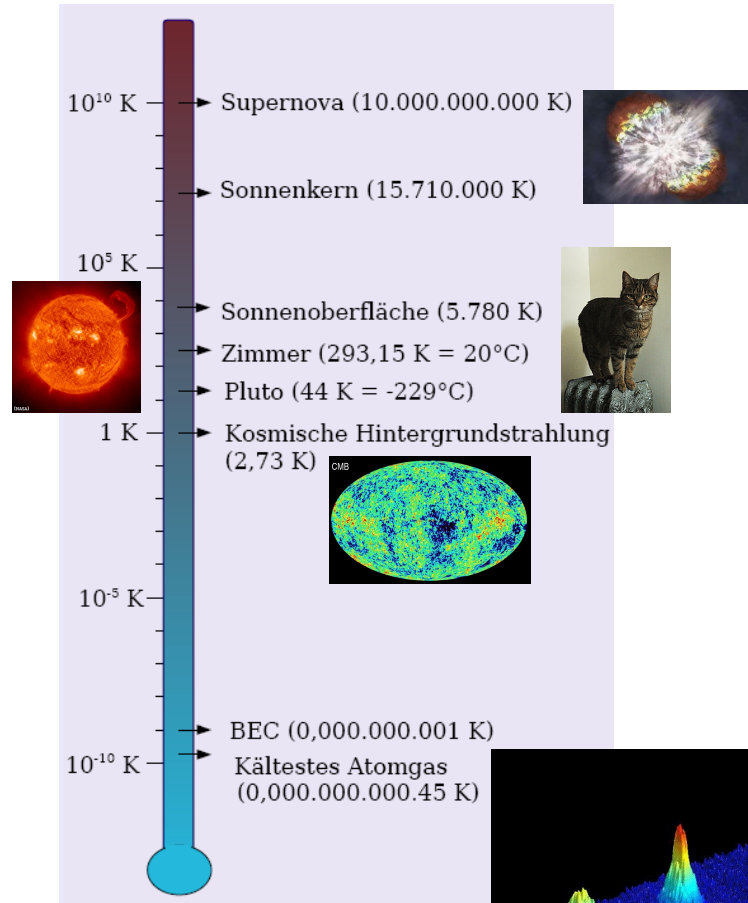 10¹⁰ K
Supernova (10.000.000.000 K)
Sonnenkern (15.710.000 K)
10⁵ K
Sonnenoberfläche (5.780 K)
Zimmer (293,15 K = 20°C)
Pluto (44 K = -229°C)
1 K
Kosmische Hintergrundstrahlung
(2,73 K)
CMB
(NASA)
10⁻⁵ K
BEC (0,000.000.001 K)
10⁻¹⁰ K
Kältestes Atomgas
(0,000.000.000.45 K)